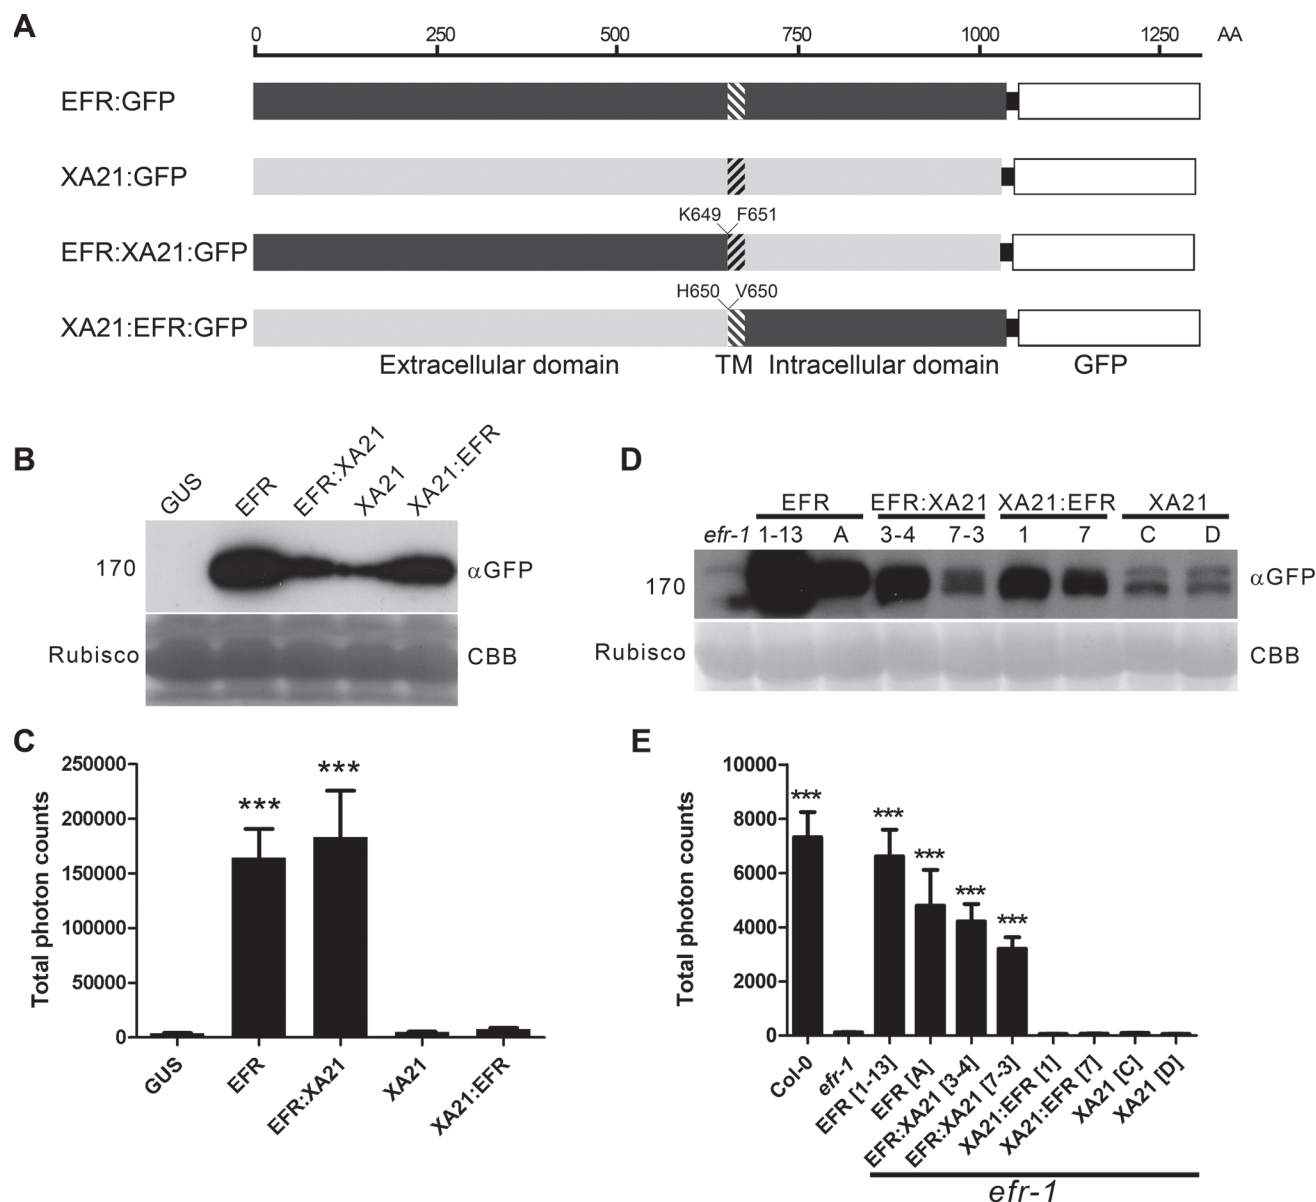 A
0 250 500 750 1000 1250 AA
EFR:GFP
XA21:GFP
K649 F651
EFR:XA21:GFP
H650 V650
XA21:EFR:GFP
Extracellular domain TM Intracellular domain GFP
B
GUS EFR EFR:XA21 XA21 XA21:EFR
170 αGFP
Rubisco CBB
D
EFR EFR:XA21 XA21:EFR XA21
efr-1 1-13 A 3-4 7-3 1 7 C D
170 αGFP
Rubisco CBB
C
Total photon counts
250000
200000
150000
100000
50000
0
*** ***
GUS EFR EFR:XA21 XA21 XA21:EFR
E
Total photon counts
10000
8000
6000
4000
2000
0
*** *** *** *** ***
Col-0 efr-1 EFR [1-13] EFR [A] EFR:XA21 [3-4] EFR:XA21 [7-3] XA21:EFR [1] XA21:EFR [7] XA21 [C] XA21 [D]
efr-1